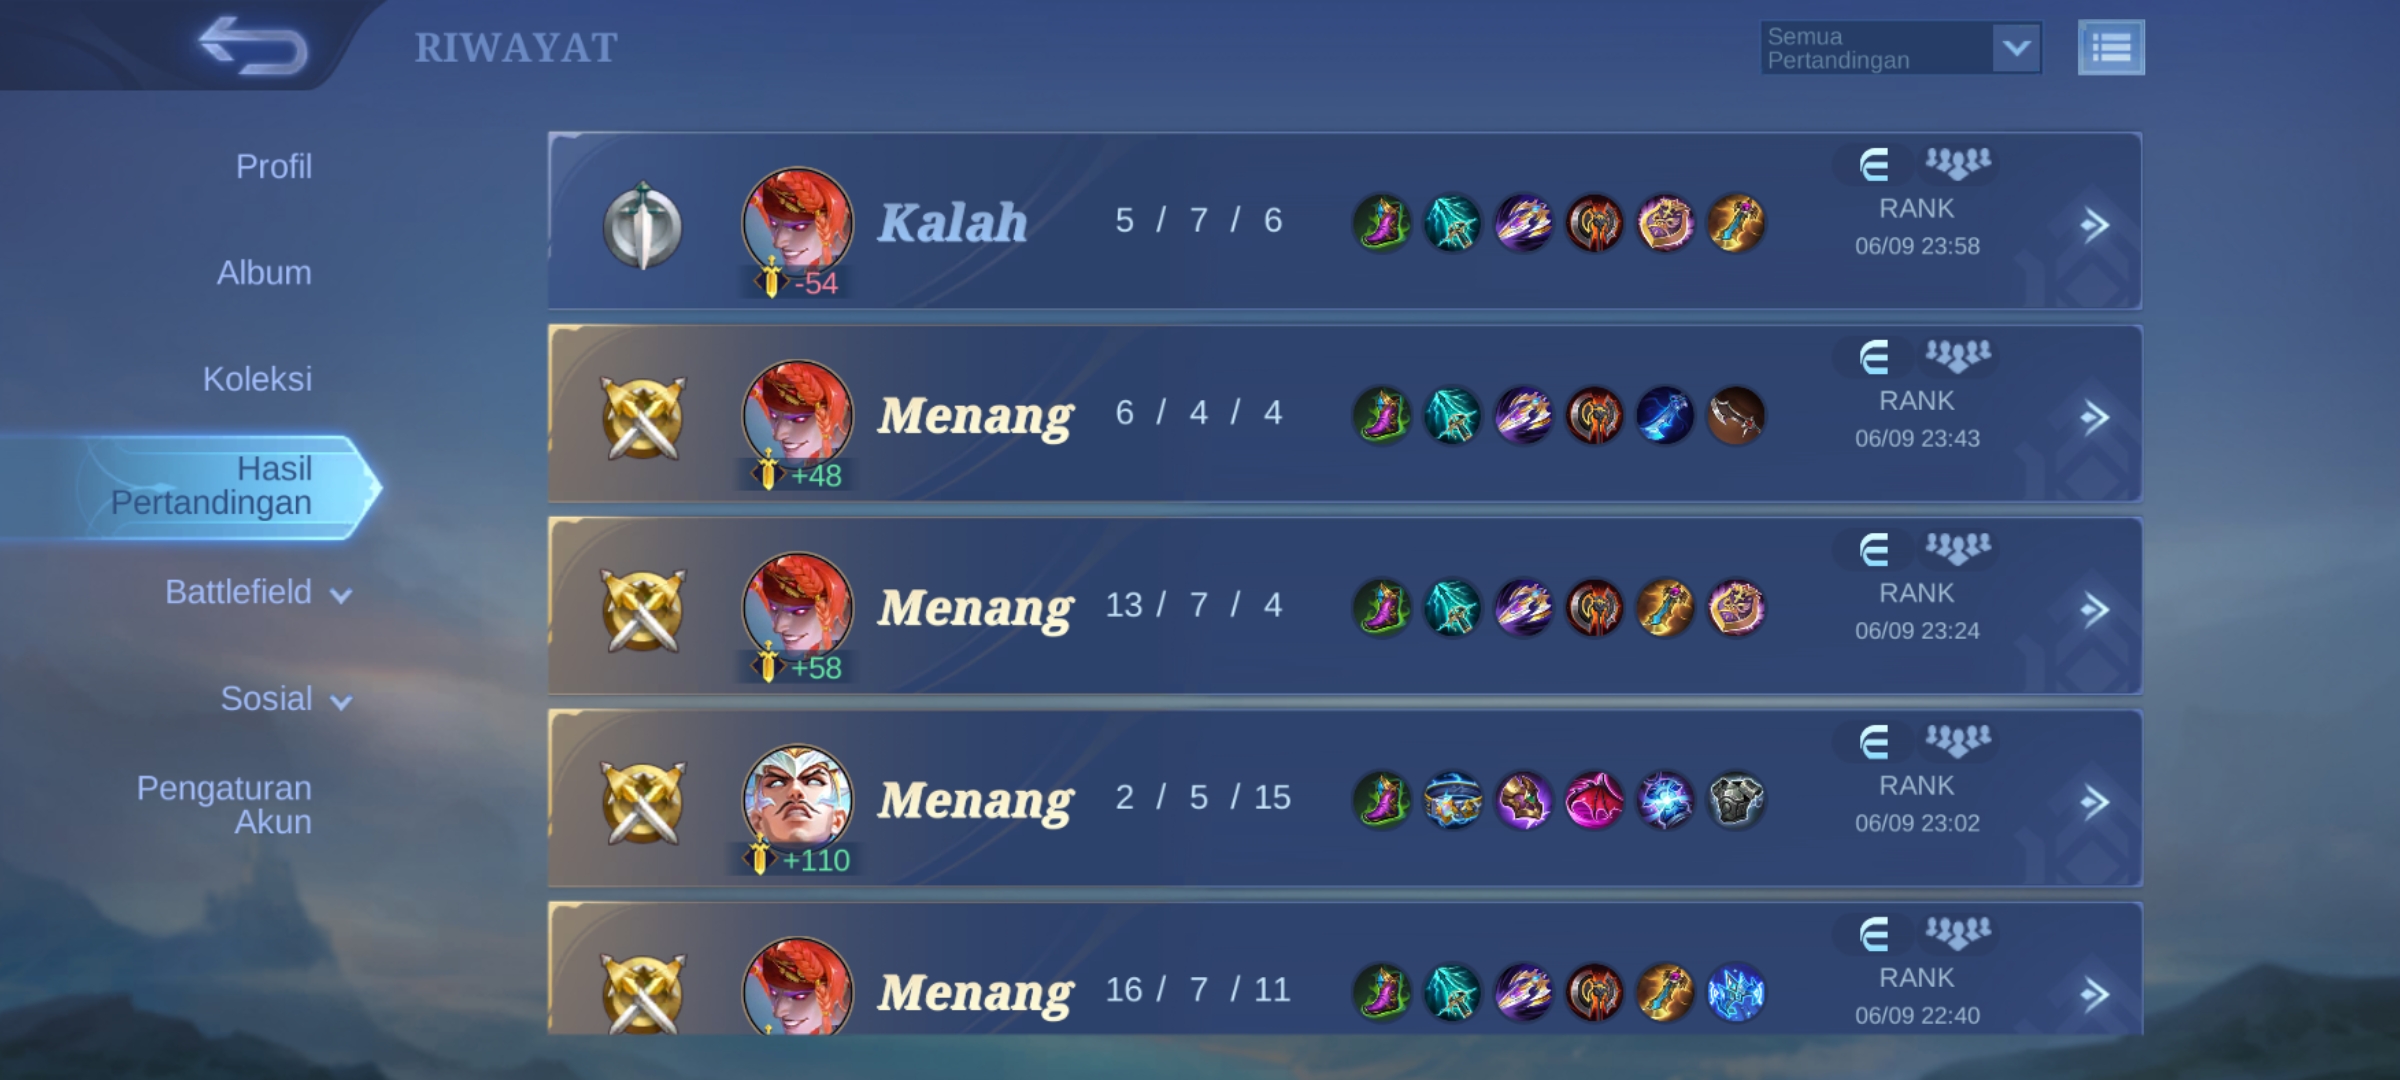 RIWAYAT
Semua
Pertandingan
Profil
Album
Koleksi
Hasil
Pertandingan
Battlefield
Sosial
Pengaturan
Akun
Kalah 5 / 7 / 6
-54
RANK
06/09 23:58
Menang 6 / 4 / 4
+48
RANK
06/09 23:43
Menang 13 / 7 / 4
+58
RANK
06/09 23:24
Menang 2 / 5 / 15
+110
RANK
06/09 23:02
Menang 16 / 7 / 11
RANK
06/09 22:40